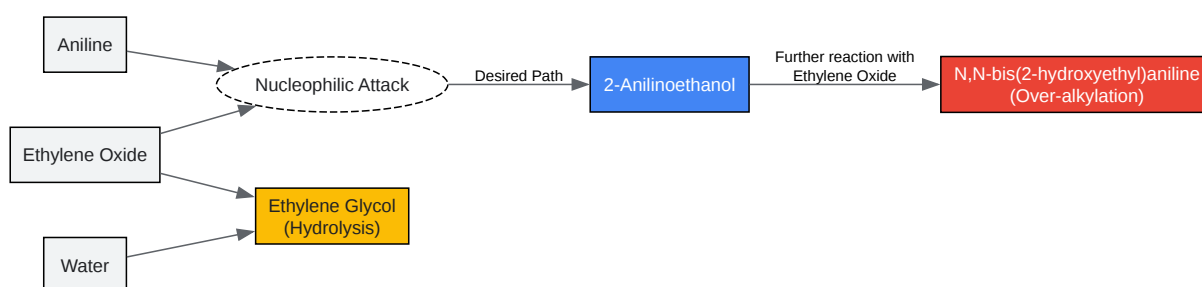 Aniline
Nucleophilic Attack
Desired Path
2-Anilinoethanol
Further reaction with
Ethylene Oxide
N,N-bis(2-hydroxyethyl)aniline
(Over-alkylation)
Ethylene Oxide
Ethylene Glycol
(Hydrolysis)
Water